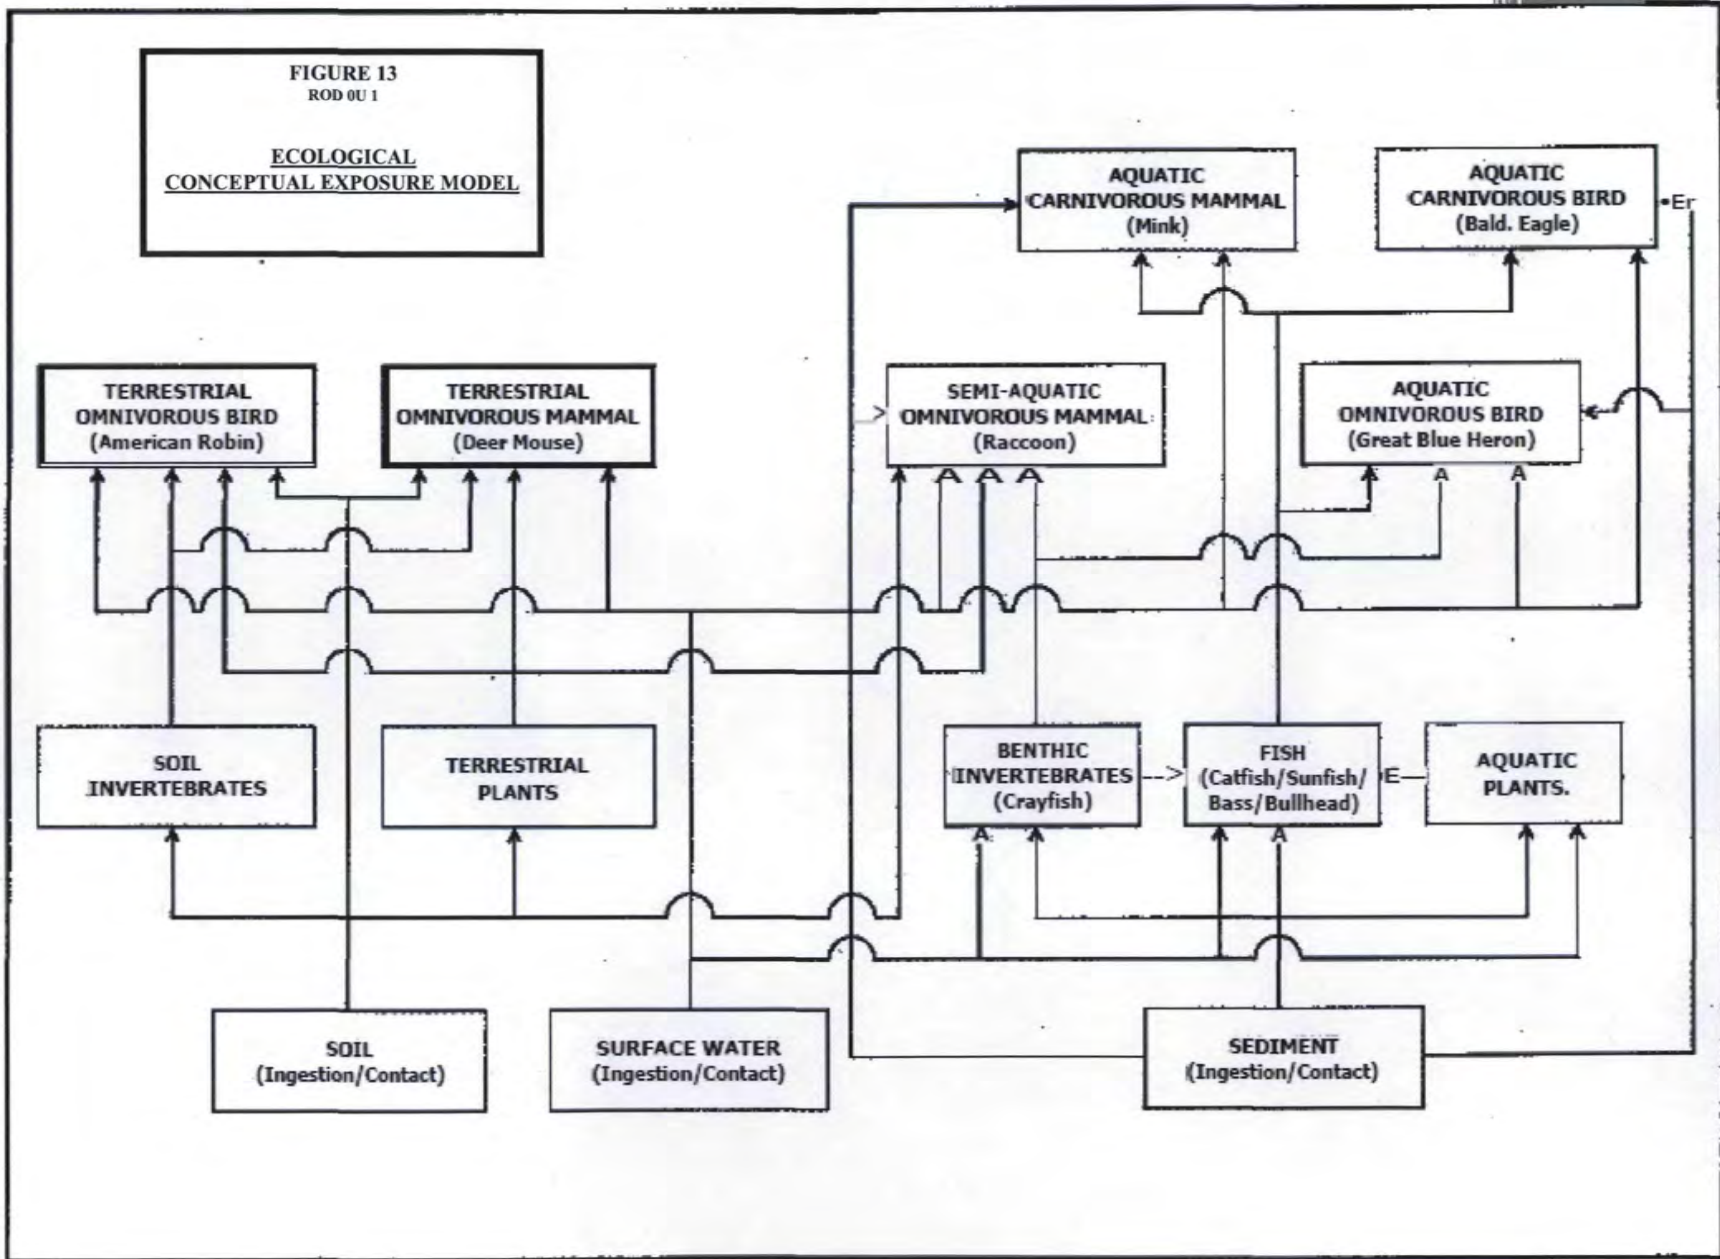 FIGURE 13
ROD 0U 1
ECOLOGICAL
CONCEPTUAL EXPOSURE MODEL
AQUATIC
CARNIVOROUS MAMMAL
(Mink)
AQUATIC
CARNIVOROUS BIRD
(Bald. Eagle)
•Er
TERRESTRIAL
OMNIVOROUS BIRD
(American Robin)
TERRESTRIAL
OMNIVOROUS MAMMAL
(Deer Mouse)
SEMI-AQUATIC
OMNIVOROUS MAMMAL
(Raccoon)
>
AQUATIC
OMNIVOROUS BIRD
(Great Blue Heron)
A A A
A A A
SOIL
INVERTEBRATES
TERRESTRIAL
PLANTS
BENTHIC
INVERTEBRATES
(Crayfish)
-->
FISH
(Catfish/Sunfish/
Bass/Bullhead)
E—
AQUATIC
PLANTS.
A A
SOIL
(Ingestion/Contact)
SURFACE WATER
(Ingestion/Contact)
SEDIMENT
(Ingestion/Contact)